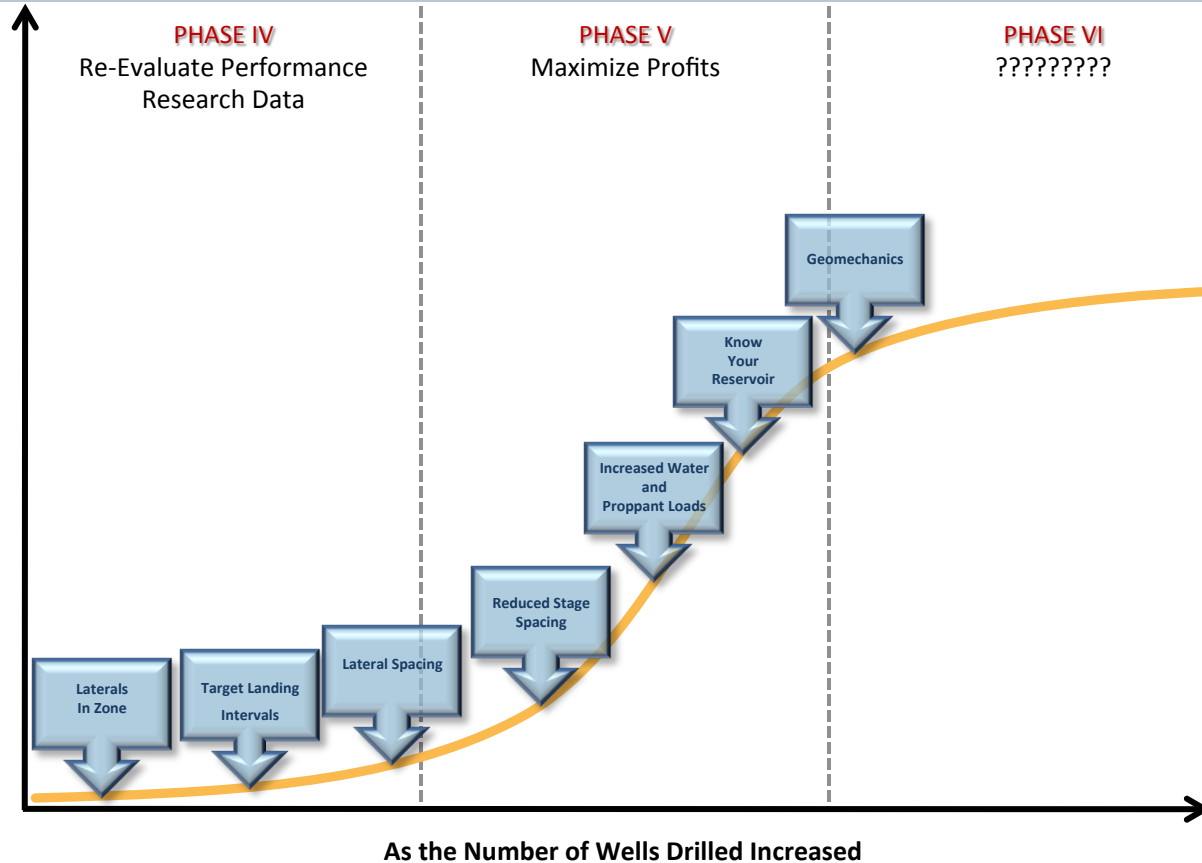 PHASE IV
Re-Evaluate Performance
Research Data
PHASE V
Maximize Profits
PHASE VI
?????????
Laterals
In Zone
Target Landing
Intervals
Lateral Spacing
Reduced Stage
Spacing
Increased Water
and
Proppant Loads
Know
Your
Reservoir
Geomechanics
As the Number of Wells Drilled Increased